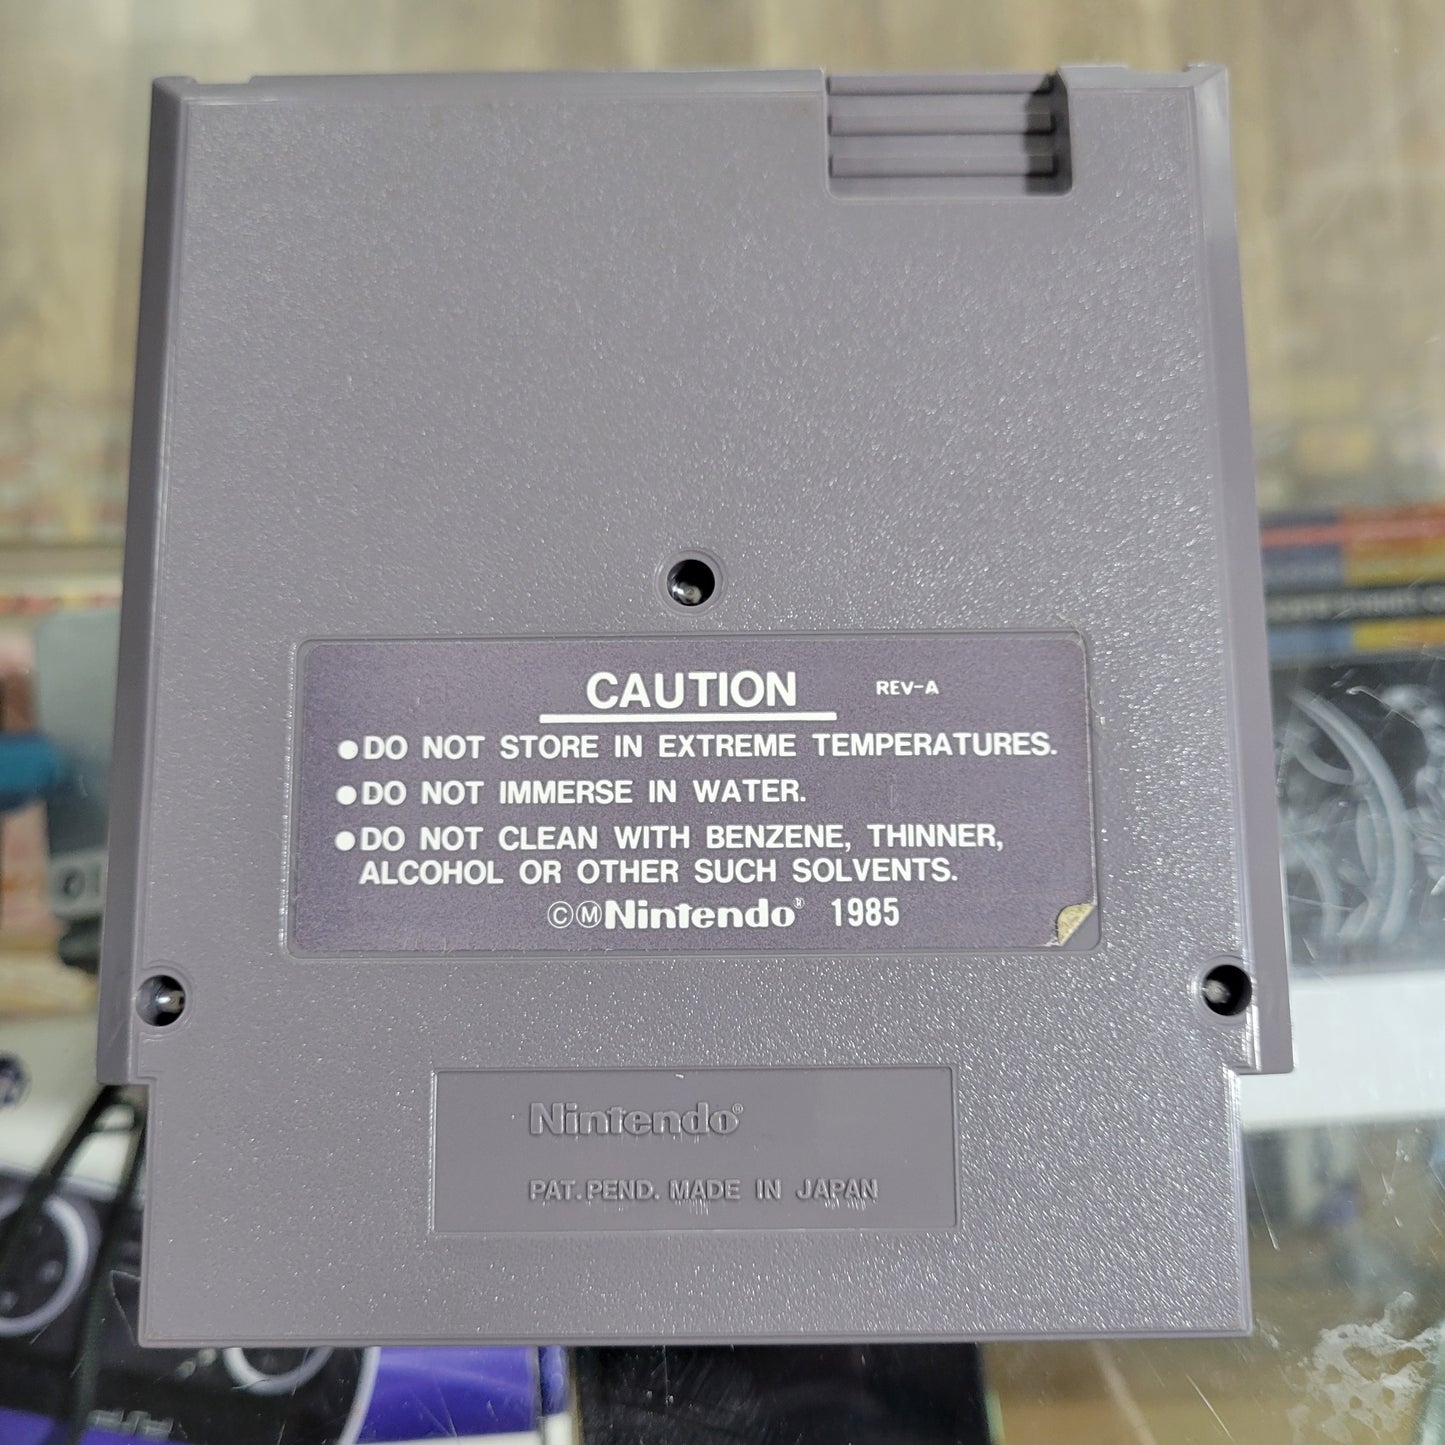 CAUTION REV-A
●DO NOT STORE IN EXTREME TEMPERATURES.
●DO NOT IMMERSE IN WATER.
●DO NOT CLEAN WITH BENZENE, THINNER,
ALCOHOL OR OTHER SUCH SOLVENTS.
©ⓂNintendo® 1985
Nintendo®
PAT. PEND. MADE IN JAPAN